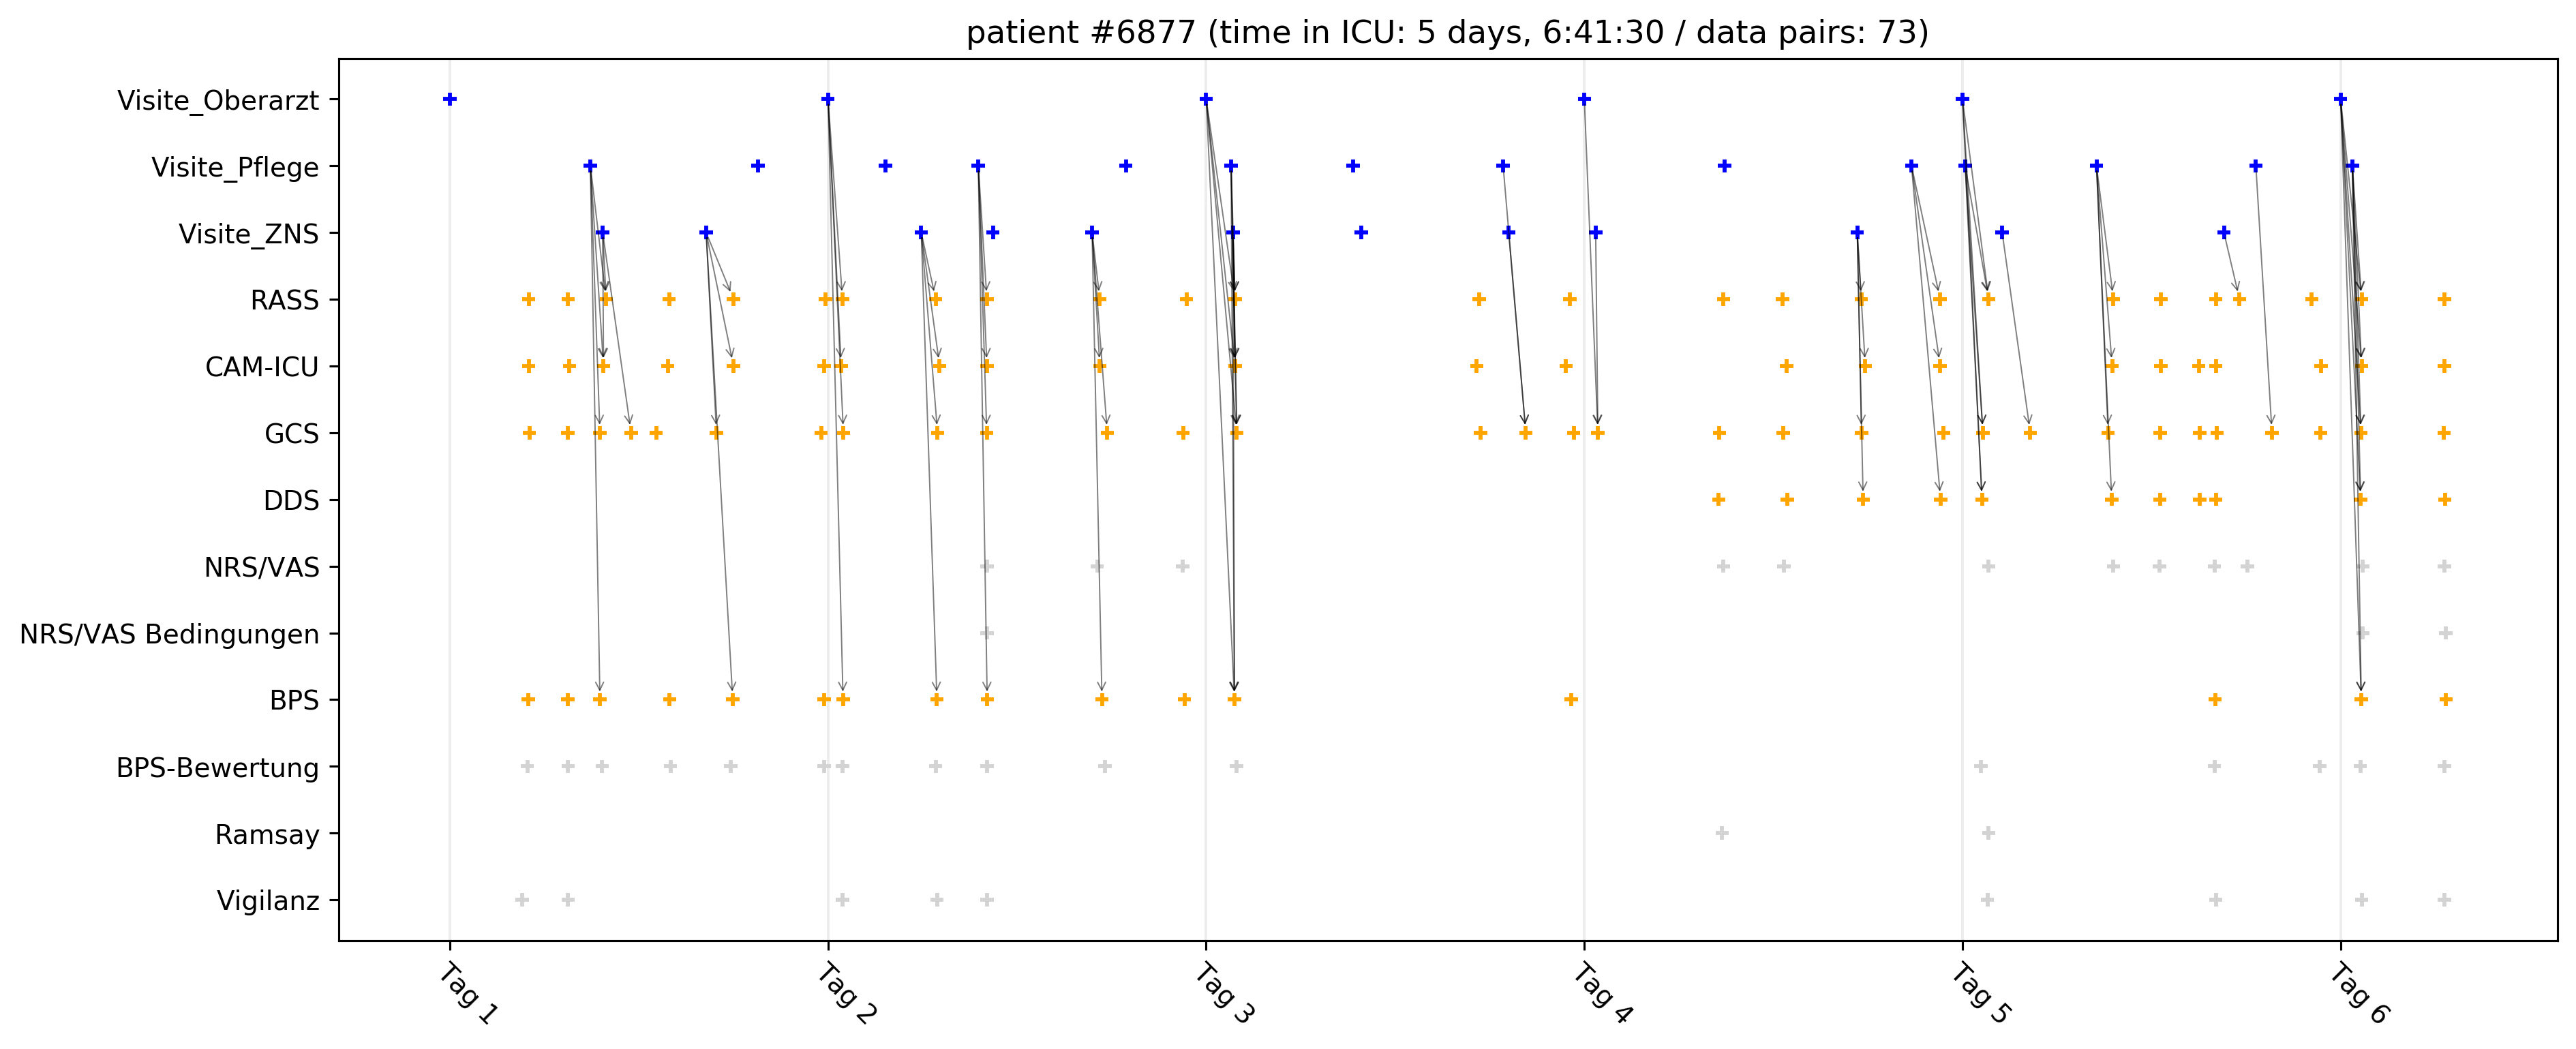 patient #6877 (time in ICU: 5 days, 6:41:30 / data pairs: 73)
Visite_Oberarzt
Visite_Pflege
Visite_ZNS
RASS
CAM-ICU
GCS
DDS
NRS/VAS
NRS/VAS Bedingungen
BPS
BPS-Bewertung
Ramsay
Vigilanz
Tag 1
Tag 2
Tag 3
Tag 4
Tag 5
Tag 6